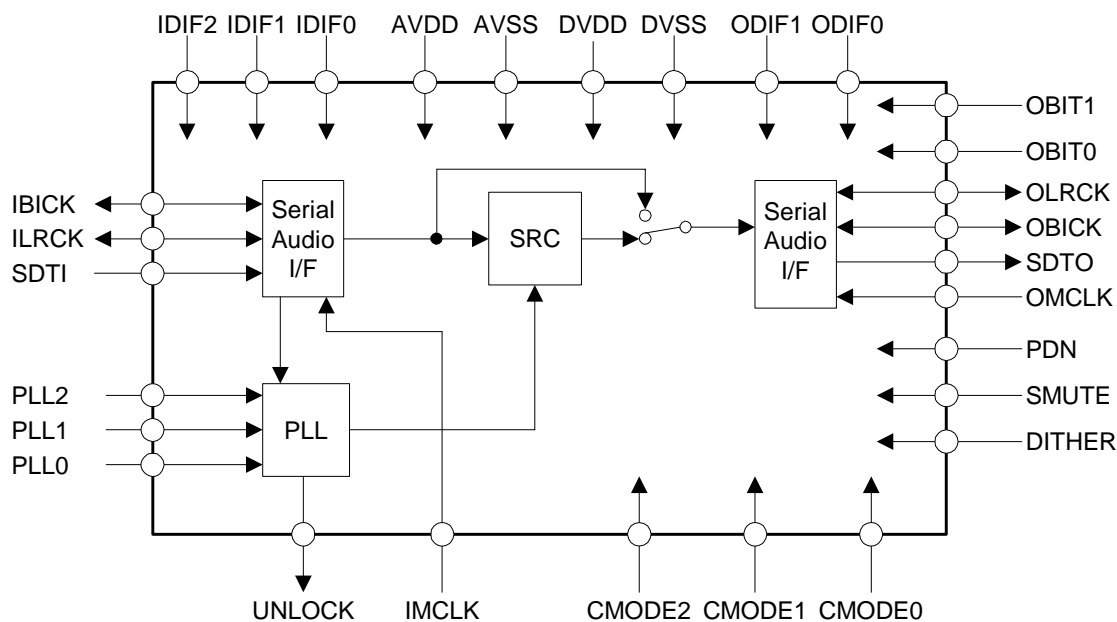 IDIF2 IDIF1 IDIF0 AVDD AVSS DVDD DVSS ODIF1 ODIF0
OBIT1
OBIT0
IBICK
ILRCK
SDTI
Serial
Audio
I/F
SRC
Serial
Audio
I/F
OLRCK
OBICK
SDTO
OMCLK
PDN
SMUTE
DITHER
PLL2
PLL1
PLL0
PLL
UNLOCK IMCLK CMODE2 CMODE1 CMODE0